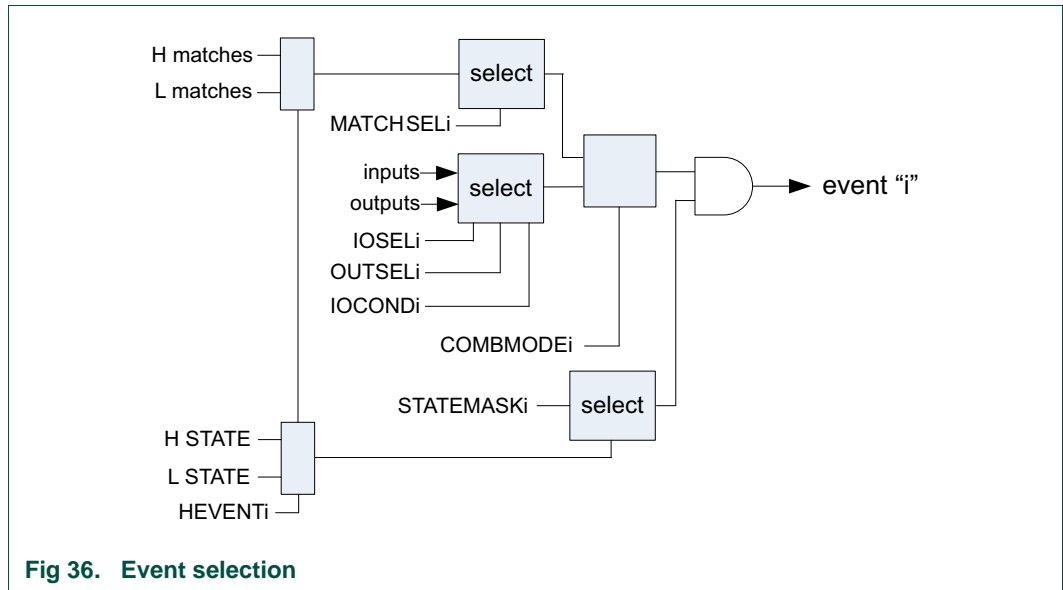 H matches
L matches
select
MATCHSELi
inputs
outputs
select
IOSELi
OUTSELi
IOCONDi
event “i”
COMBMODEi
STATEMASKi
select
H STATE
L STATE
HEVENTi
Fig 36. Event selection